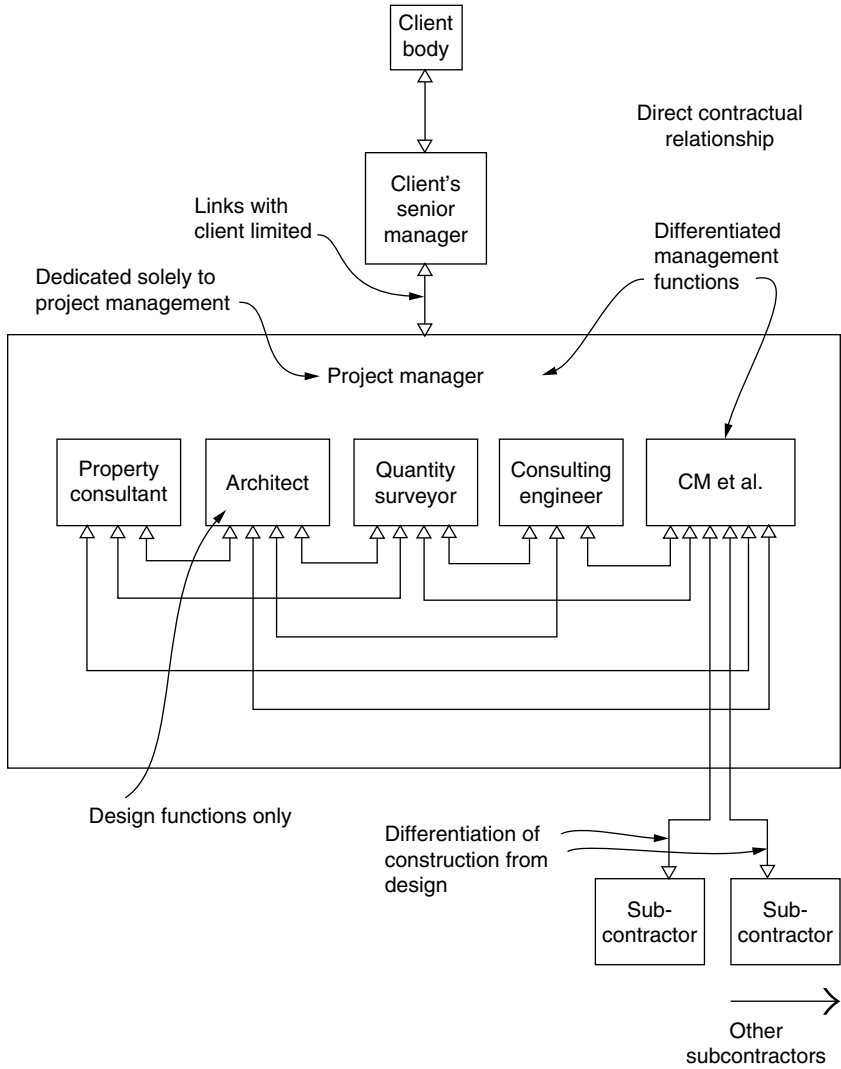 Client
body
Direct contractual
relationship
Client's
senior
manager
Links with
client limited
Differentiated
management
functions
Dedicated solely to
project management
Project manager
Property
consultant
Architect
Quantity
surveyor
Consulting
engineer
CM et al.
Design functions only
Differentiation of
construction from
design
Sub-
contractor
Sub-
contractor
Other
subcontractors